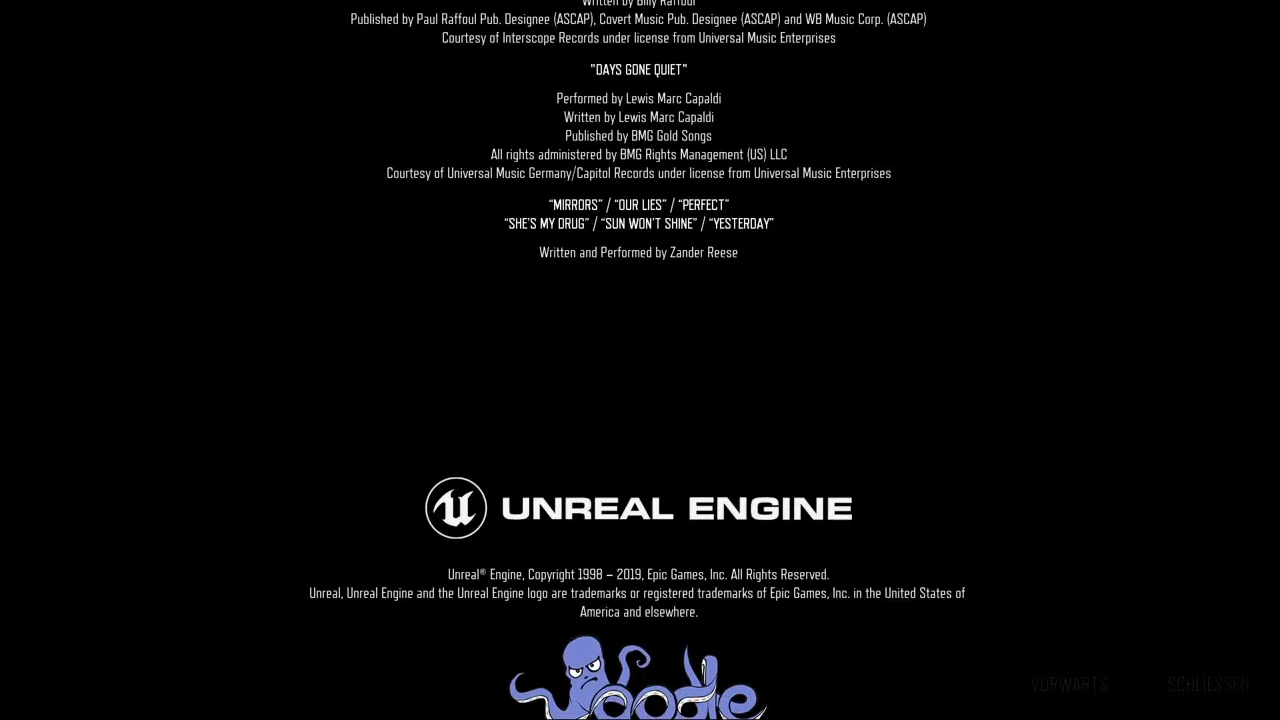 Written by Billy Raffoul
Published by Paul Raffoul Pub. Designee (ASCAP), Covert Music Pub. Designee (ASCAP) and WB Music Corp. (ASCAP)
Courtesy of Interscope Records under license from Universal Music Enterprises
"DAYS GONE QUIET"
Performed by Lewis Marc Capaldi
Written by Lewis Marc Capaldi
Published by BMG Gold Songs
All rights administered by BMG Rights Management (US) LLC
Courtesy of Universal Music Germany/Capitol Records under license from Universal Music Enterprises
“MIRRORS” / “OUR LIES” / “PERFECT”
“SHE’S MY DRUG” / “SUN WON’T SHINE” / “YESTERDAY”
Written and Performed by Zander Reese
UNREAL ENGINE
Unreal® Engine, Copyright 1998 – 2019, Epic Games, Inc. All Rights Reserved.
Unreal, Unreal Engine and the Unreal Engine logo are trademarks or registered trademarks of Epic Games, Inc. in the United States of
America and elsewhere.
oodle
VORWÄRTS SCHLIESSEN